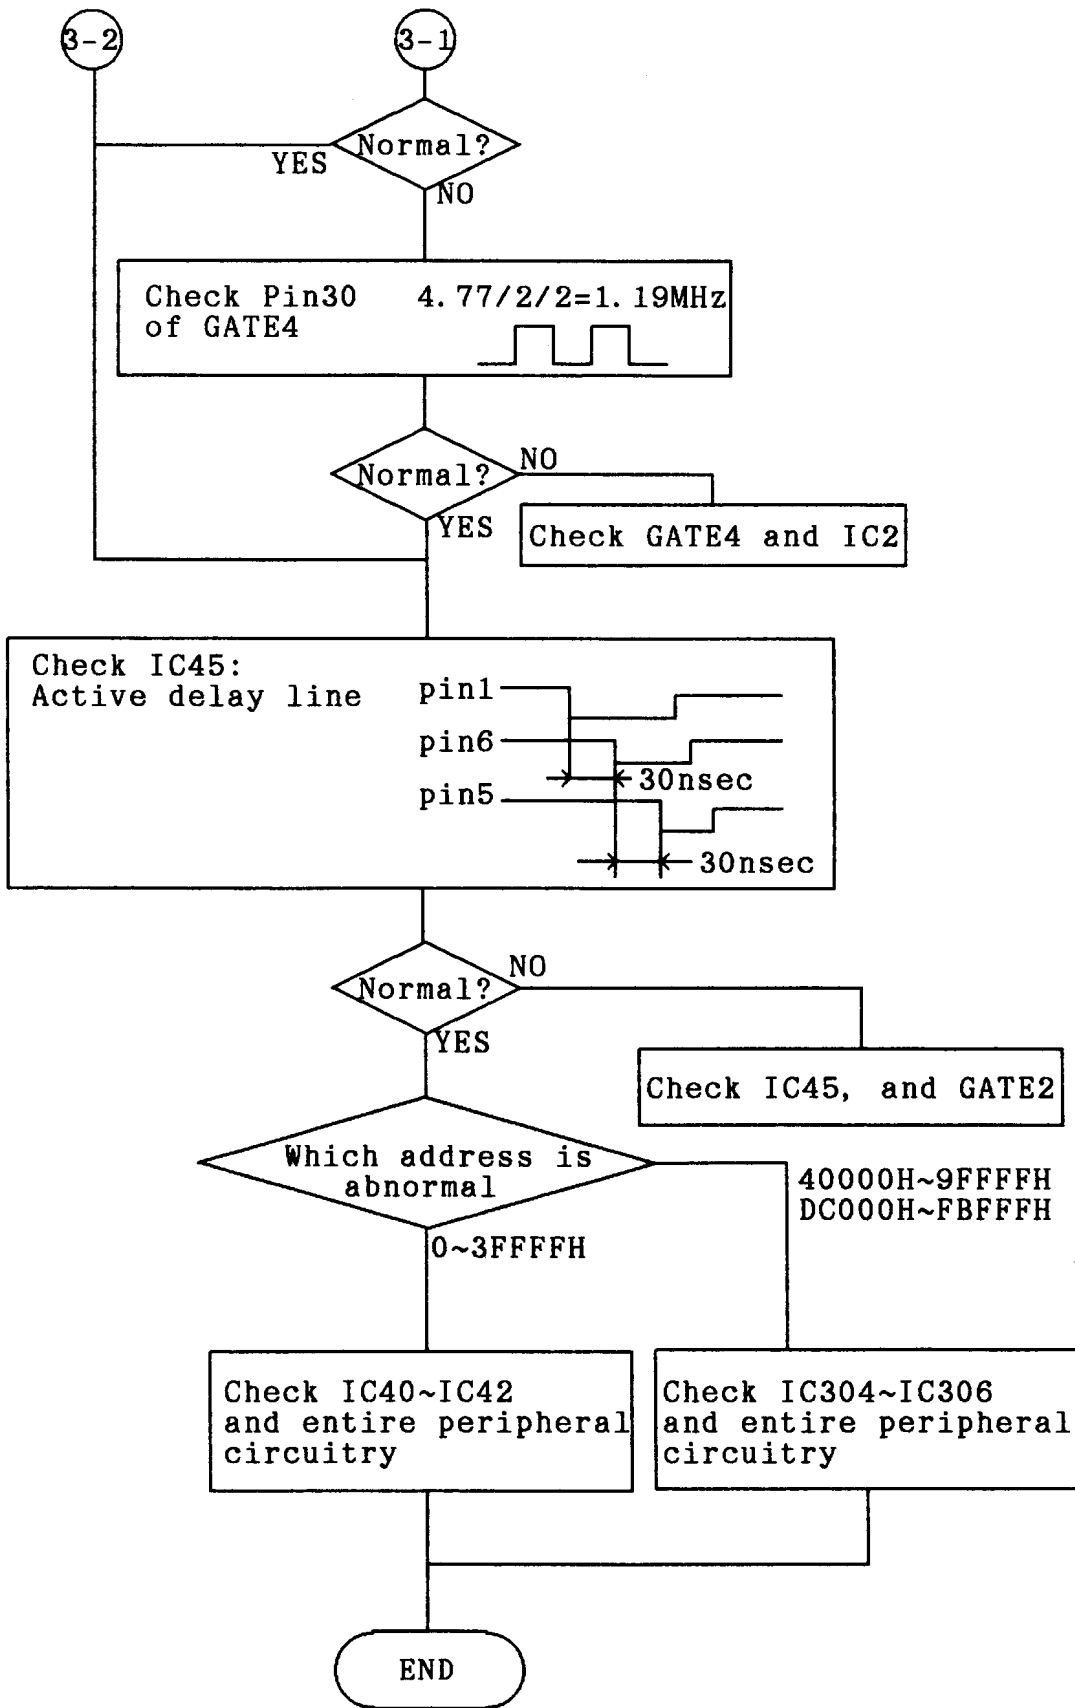 3-2
3-1
Normal?
YES
NO
Check Pin30 4.77/2/2=1.19MHz
of GATE4
Normal?
NO
YES
Check GATE4 and IC2
Check IC45:
Active delay line
pin1
pin6
30nsec
pin5
30nsec
Normal?
NO
YES
Check IC45, and GATE2
Which address is
abnormal
40000H~9FFFFH
DC000H~FBFFFH
0~3FFFFH
Check IC40~IC42
and entire peripheral
circuitry
Check IC304~IC306
and entire peripheral
circuitry
END